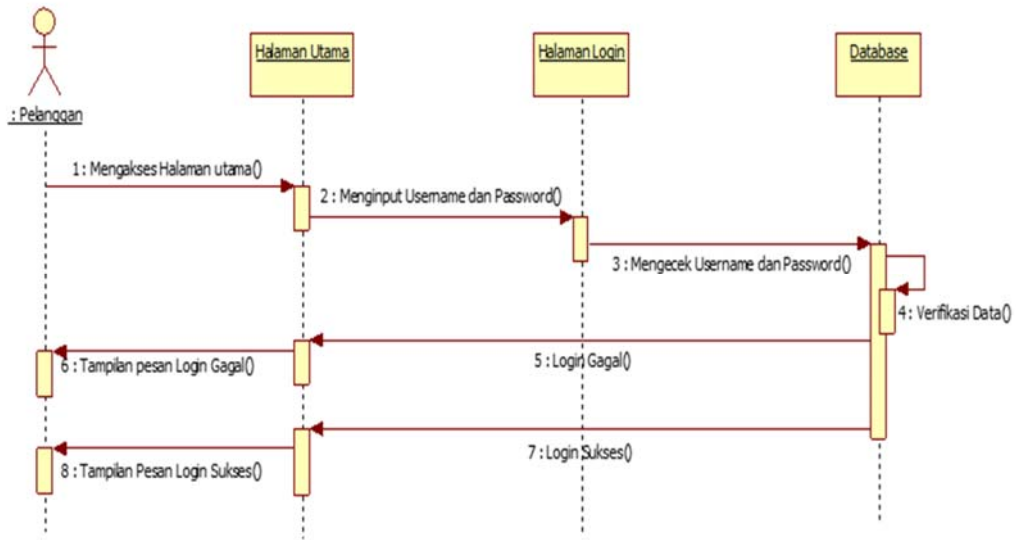 Halaman Utama
Halaman Login
Database
: Pelanggan
1 : Mengakses Halaman utama()
2 : Menginput Username dan Password()
3 : Mengecek Username dan Password()
4 : Verifikasi Data()
5 : Login Gagal()
6 : Tampilan pesan Login Gagal()
7 : Login Sukses()
8 : Tampilan Pesan Login Sukses()